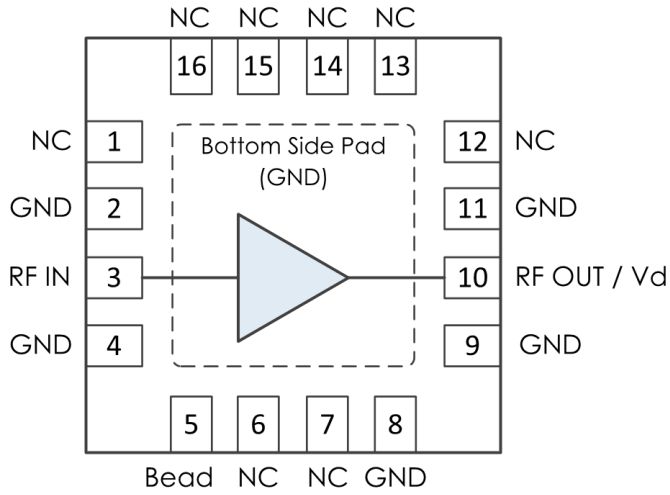 NC NC NC NC
16 15 14 13
NC 1 Bottom Side Pad 12 NC
(GND)
GND 2 11 GND
RF IN 3 10 RF OUT / Vd
GND 4 9 GND
5 6 7 8
Bead NC NC GND